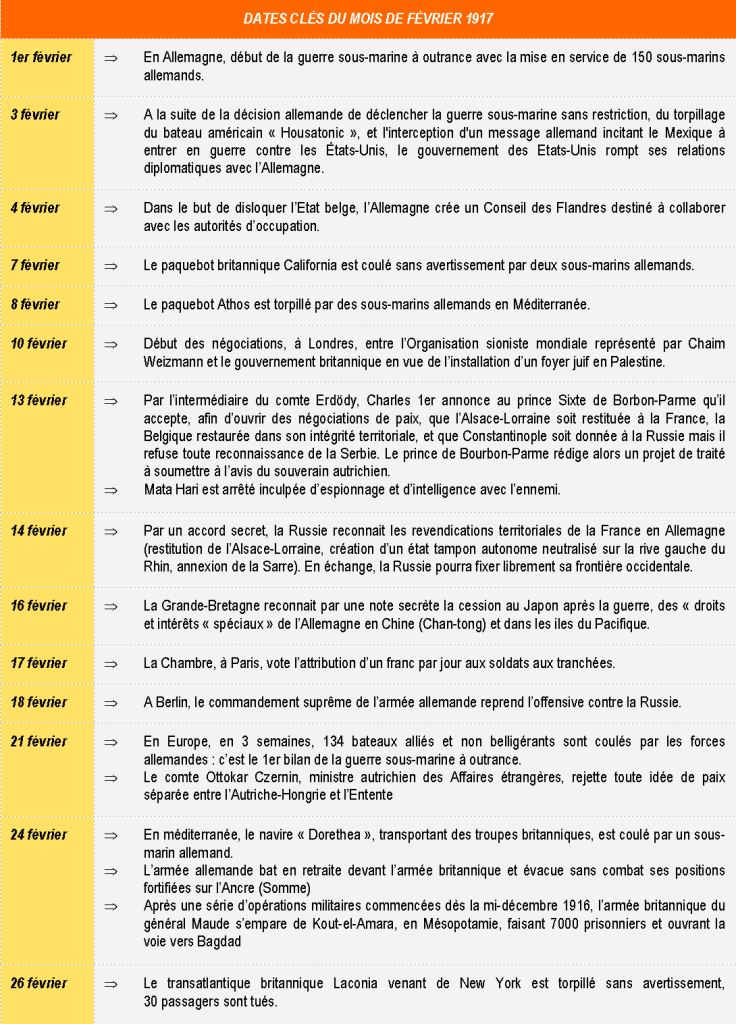 DATES CLÉS DU MOIS DE FÉVRIER 1917
1er février ⇒ En Allemagne, début de la guerre sous-marine à outrance avec la mise en service de 150 sous-marins
allemands.
3 février ⇒ A la suite de la décision allemande de déclencher la guerre sous-marine sans restriction, du torpillage
du bateau américain « Housatonic », et l'interception d'un message allemand incitant le Mexique à
entrer en guerre contre les États-Unis, le gouvernement des Etats-Unis rompt ses relations
diplomatiques avec l'Allemagne.
4 février ⇒ Dans le but de disloquer l'Etat belge, l'Allemagne crée un Conseil des Flandres destiné à collaborer
avec les autorités d'occupation.
7 février ⇒ Le paquebot britannique California est coulé sans avertissement par deux sous-marins allemands.
8 février ⇒ Le paquebot Athos est torpillé par des sous-marins allemands en Méditerranée.
10 février ⇒ Début des négociations, à Londres, entre l'Organisation sioniste mondiale représenté par Chaim
Weizmann et le gouvernement britannique en vue de l'installation d'un foyer juif en Palestine.
13 février ⇒ Par l'intermédiaire du comte Erdödy, Charles 1er annonce au prince Sixte de Borbon-Parme qu'il
accepte, afin d'ouvrir des négociations de paix, que l'Alsace-Lorraine soit restituée à la France, la
Belgique restaurée dans son intégrité territoriale, et que Constantinople soit donnée à la Russie mais il
refuse toute reconnaissance de la Serbie. Le prince de Bourbon-Parme rédige alors un projet de traité
à soumettre à l'avis du souverain autrichien.
⇒ Mata Hari est arrêté inculpée d'espionnage et d'intelligence avec l'ennemi.
14 février ⇒ Par un accord secret, la Russie reconnait les revendications territoriales de la France en Allemagne
(restitution de l'Alsace-Lorraine, création d'un état tampon autonome neutralisé sur la rive gauche du
Rhin, annexion de la Sarre). En échange, la Russie pourra fixer librement sa frontière occidentale.
16 février ⇒ La Grande-Bretagne reconnait par une note secrète la cession au Japon après la guerre, des « droits
et intérêts « spéciaux » de l'Allemagne en Chine (Chan-tong) et dans les iles du Pacifique.
17 février ⇒ La Chambre, à Paris, vote l'attribution d'un franc par jour aux soldats aux tranchées.
18 février ⇒ A Berlin, le commandement suprême de l'armée allemande reprend l'offensive contre la Russie.
21 février ⇒ En Europe, en 3 semaines, 134 bateaux alliés et non belligérants sont coulés par les forces
allemandes : c'est le 1er bilan de la guerre sous-marine à outrance.
⇒ Le comte Ottokar Czernin, ministre autrichien des Affaires étrangères, rejette toute idée de paix
séparée entre l'Autriche-Hongrie et l'Entente
24 février ⇒ En méditerranée, le navire « Dorethea », transportant des troupes britanniques, est coulé par un sous-
marin allemand.
⇒ L'armée allemande bat en retraite devant l'armée britannique et évacue sans combat ses positions
fortifiées sur l'Ancre (Somme)
⇒ Après une série d'opérations militaires commencées dès la mi-décembre 1916, l'armée britannique du
général Maude s'empare de Kout-el-Amara, en Mésopotamie, faisant 7000 prisonniers et ouvrant la
voie vers Bagdad
26 février ⇒ Le transatlantique britannique Laconia venant de New York est torpillé sans avertissement,
30 passagers sont tués.